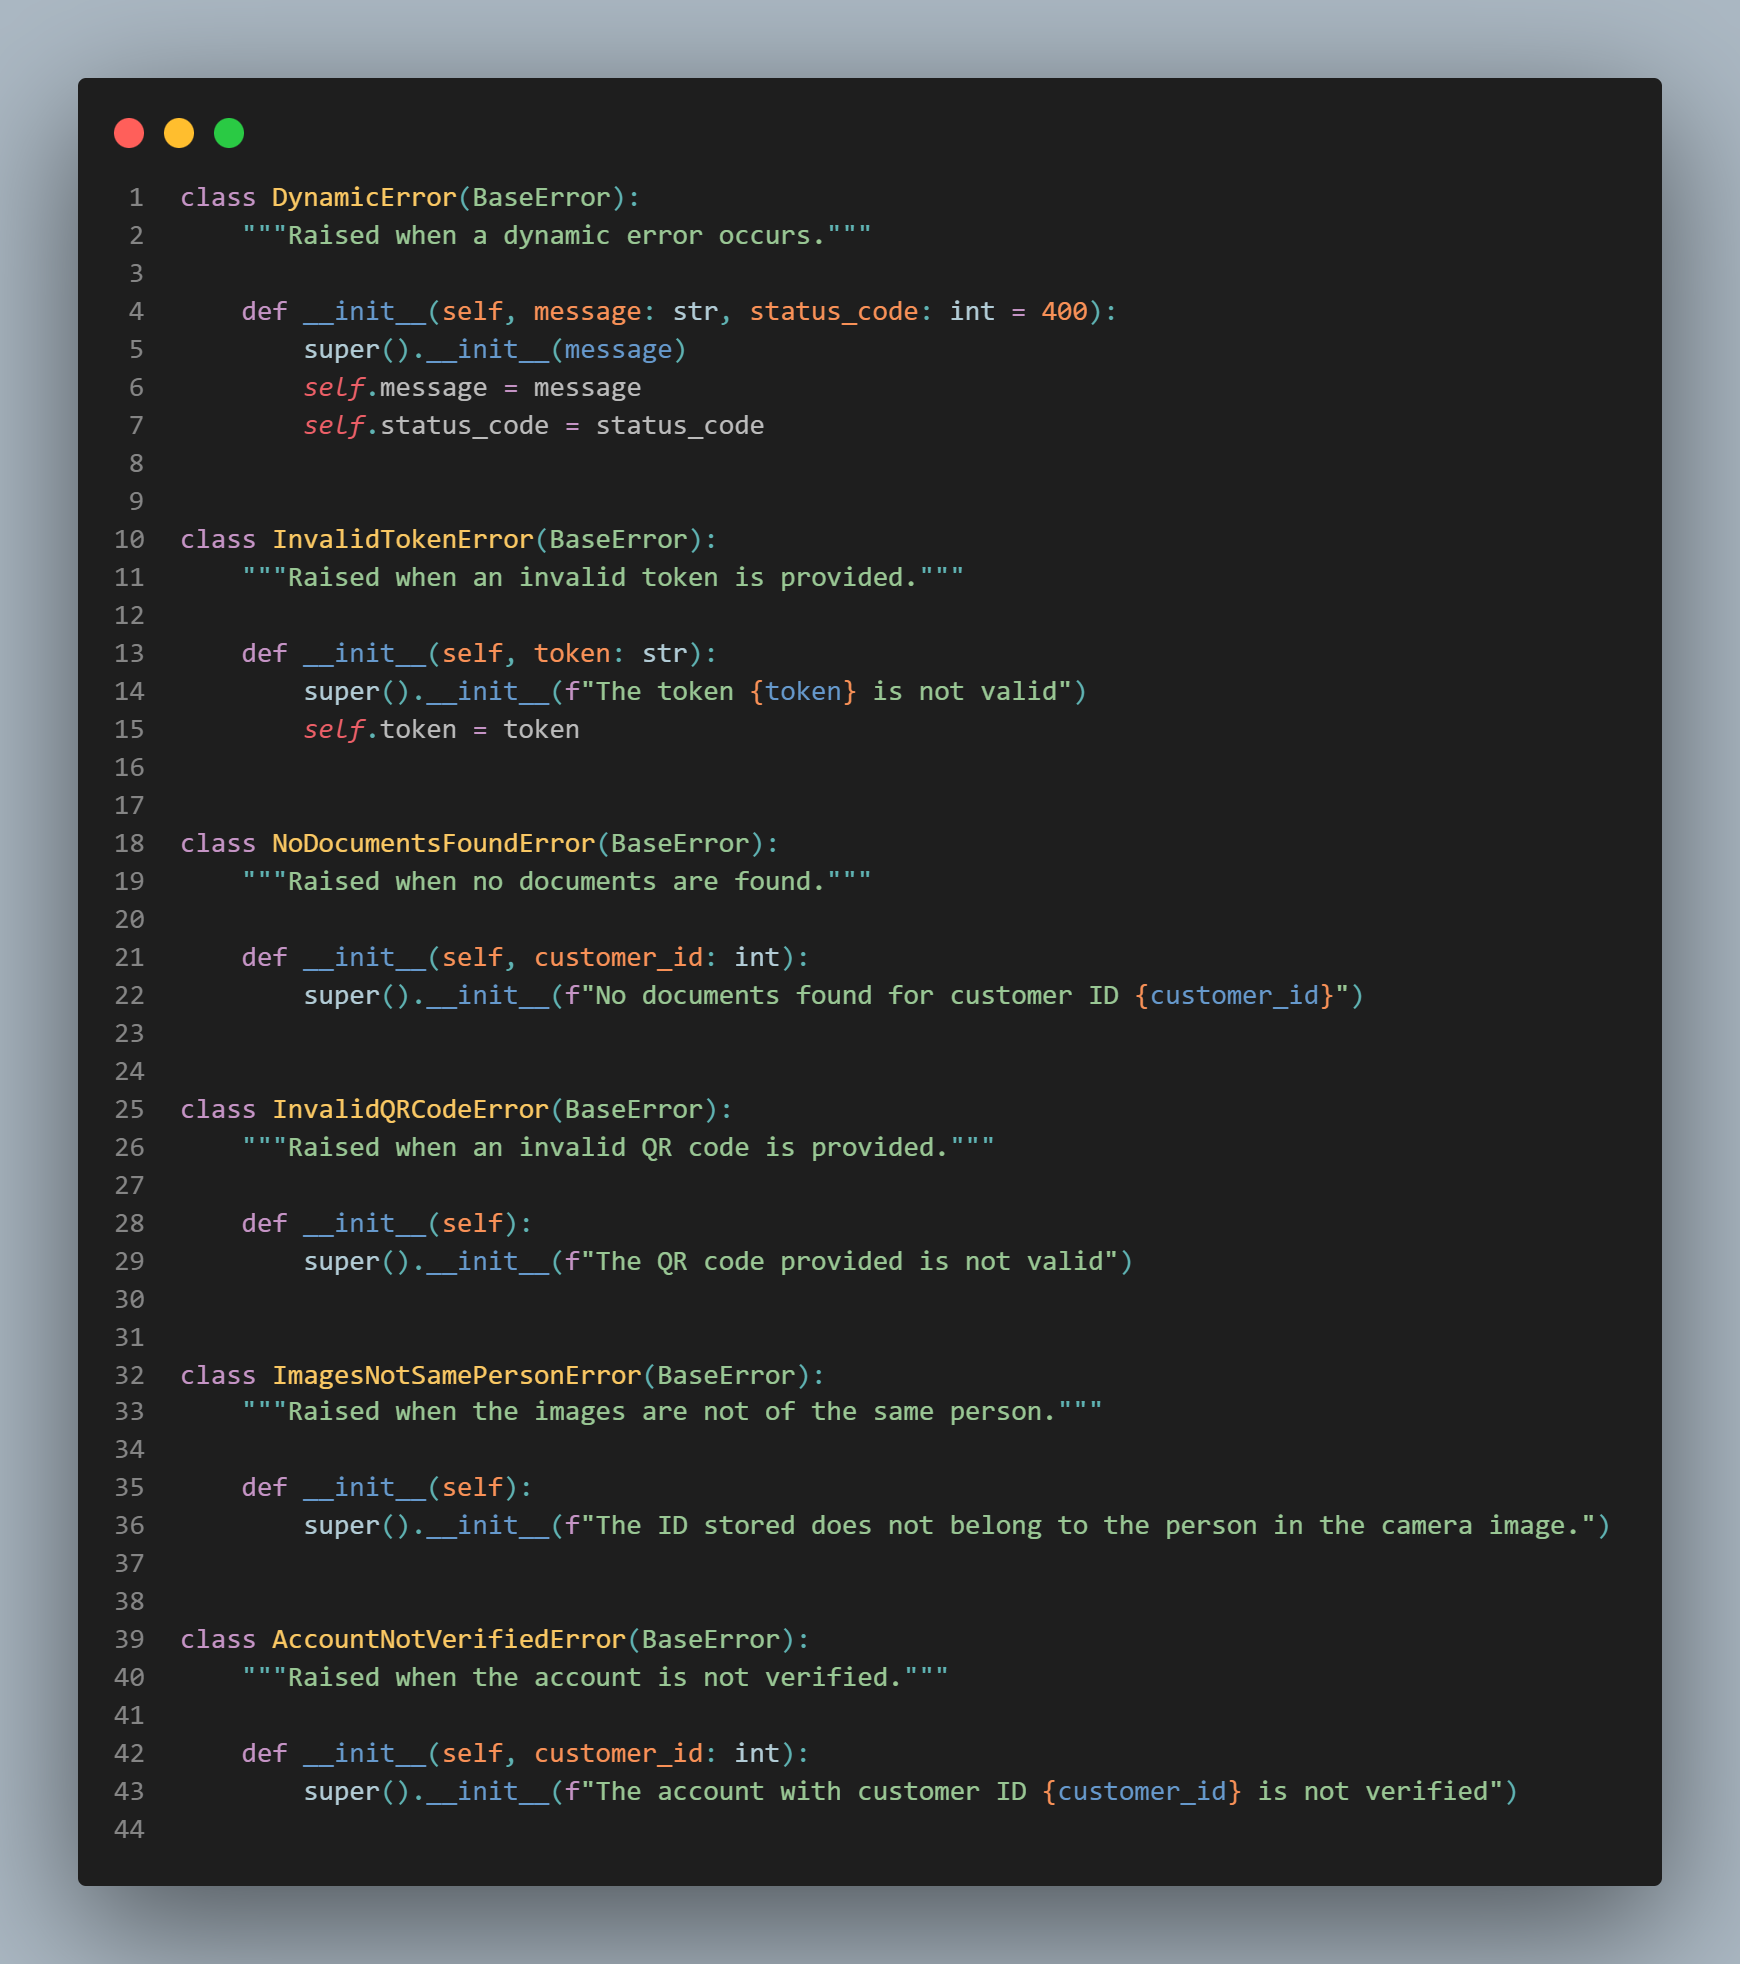 1 class DynamicError(BaseError):
2     """Raised when a dynamic error occurs."""
3
4     def __init__(self, message: str, status_code: int = 400):
5         super().__init__(message)
6         self.message = message
7         self.status_code = status_code
8
9
10 class InvalidTokenError(BaseError):
11     """Raised when an invalid token is provided."""
12
13     def __init__(self, token: str):
14         super().__init__(f"The token {token} is not valid")
15         self.token = token
16
17
18 class NoDocumentsFoundError(BaseError):
19     """Raised when no documents are found."""
20
21     def __init__(self, customer_id: int):
22         super().__init__(f"No documents found for customer ID {customer_id}")
23
24
25 class InvalidQRCodeError(BaseError):
26     """Raised when an invalid QR code is provided."""
27
28     def __init__(self):
29         super().__init__(f"The QR code provided is not valid")
30
31
32 class ImagesNotSamePersonError(BaseError):
33     """Raised when the images are not of the same person."""
34
35     def __init__(self):
36         super().__init__(f"The ID stored does not belong to the person in the camera image.")
37
38
39 class AccountNotVerifiedError(BaseError):
40     """Raised when the account is not verified."""
41
42     def __init__(self, customer_id: int):
43         super().__init__(f"The account with customer ID {customer_id} is not verified")
44